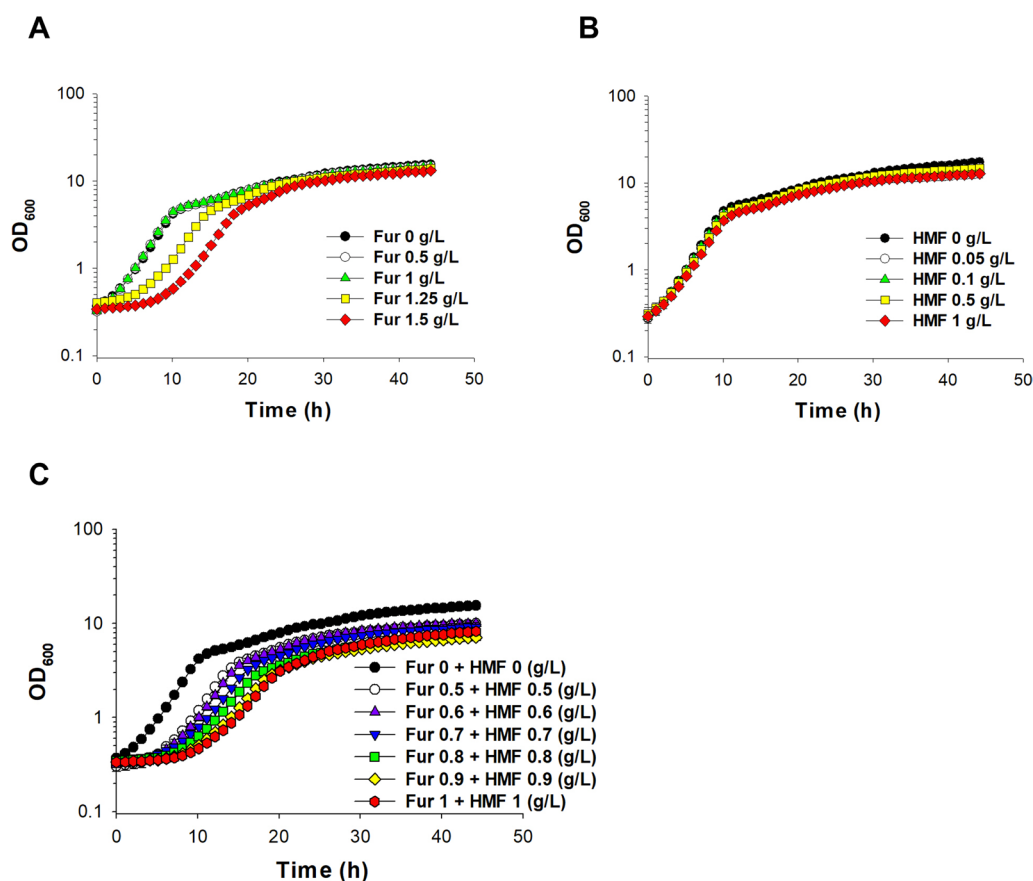 A
100
10
1
0.1
OD600
0 10 20 30 40 50
Time (h)
Fur 0 g/L
Fur 0.5 g/L
Fur 1 g/L
Fur 1.25 g/L
Fur 1.5 g/L
B
100
10
1
0.1
OD600
0 10 20 30 40 50
Time (h)
HMF 0 g/L
HMF 0.05 g/L
HMF 0.1 g/L
HMF 0.5 g/L
HMF 1 g/L
C
100
10
1
0.1
OD600
0 10 20 30 40 50
Time (h)
Fur 0 + HMF 0 (g/L)
Fur 0.5 + HMF 0.5 (g/L)
Fur 0.6 + HMF 0.6 (g/L)
Fur 0.7 + HMF 0.7 (g/L)
Fur 0.8 + HMF 0.8 (g/L)
Fur 0.9 + HMF 0.9 (g/L)
Fur 1 + HMF 1 (g/L)